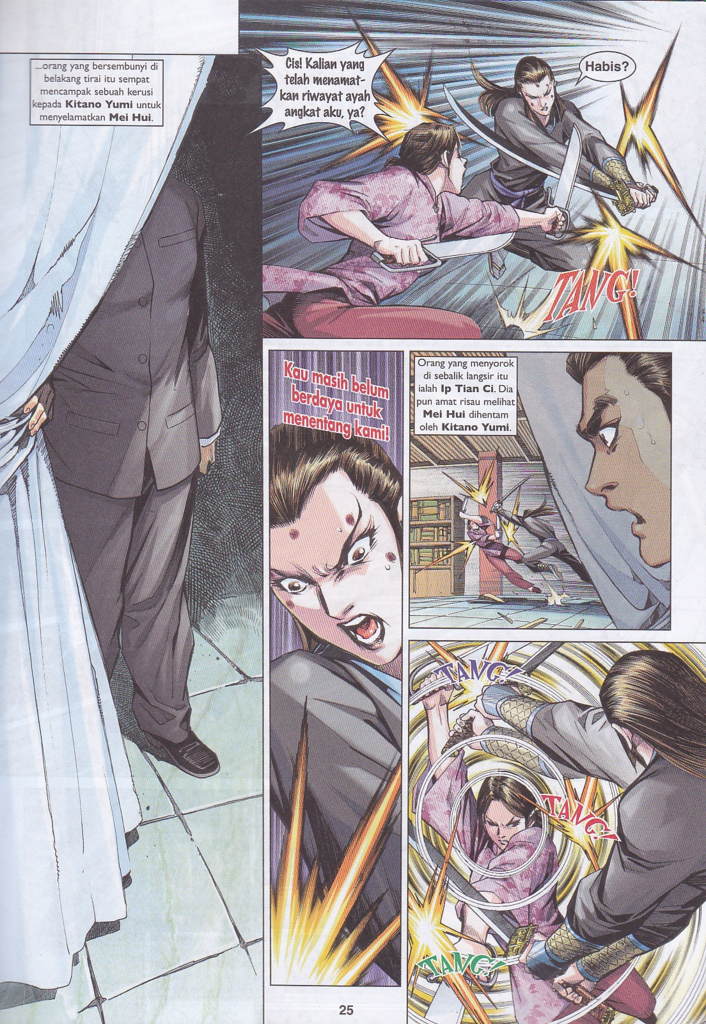 ...orang yang bersembunyi di
belakang tirai itu sempat
mencampak sebuah kerusi
kepada Kitano Yumi untuk
menyelamatkan Mei Hui.
Cis! Kalian yang
telah menamat-
kan riwayat ayah
angkat aku, ya?
Habis?
TANG!
Kau masih belum
berdaya untuk
menentang kami!
Orang yang menyorok
di sebalik langsir itu
ialah Ip Tian Ci. Dia
pun amat risau melihat
Mei Hui dihentam
oleh Kitano Yumi.
TANG!
TANG!
TANG!
25